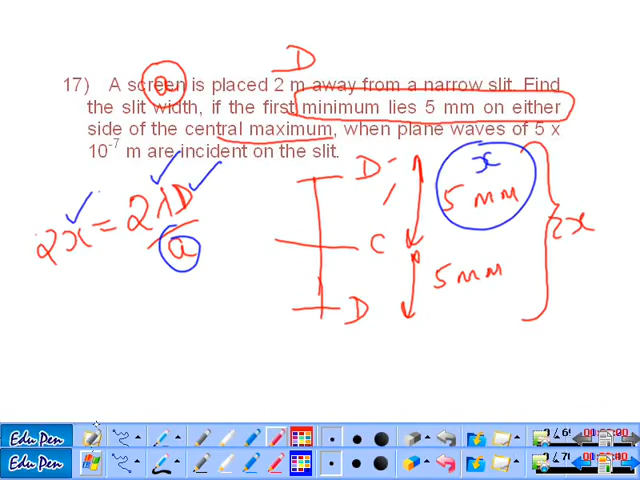 D
17) A screen is placed 2 m away from a narrow slit. Find
a
the slit width, if the first minimum lies 5 mm on either
side of the central maximum, when plane waves of 5 x
10⁻⁷ m are incident on the slit.
D
x
5 mm
2x = 2λD/a
C
2x
5 mm
D
Edu Pen
Edu Pen